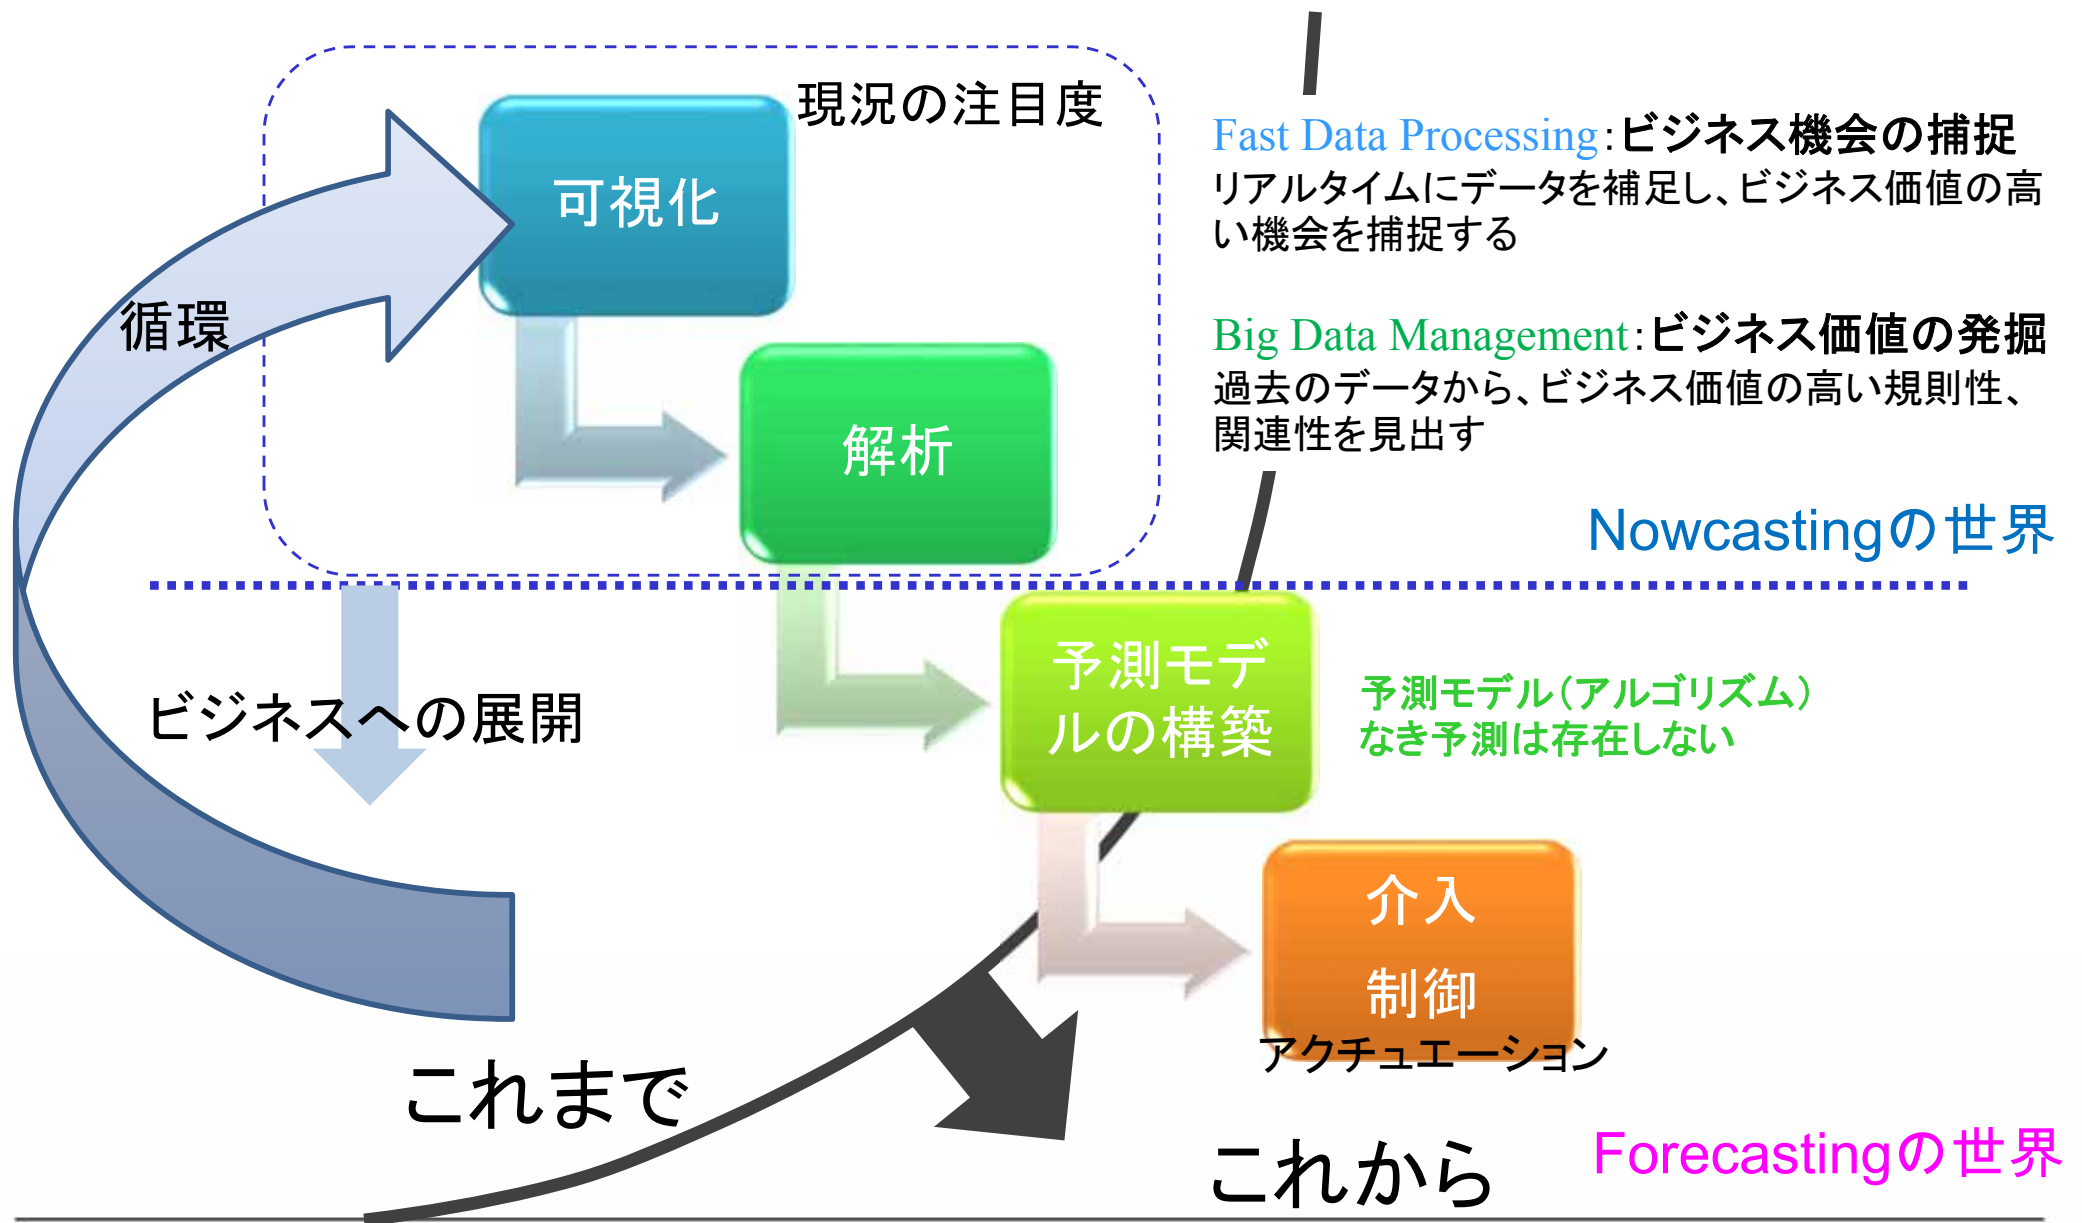 現況の注目度
可視化
循環
解析
Fast Data Processing：ビジネス機会の捕捉
リアルタイムにデータを補足し、ビジネス価値の高
い機会を捕捉する
Big Data Management：ビジネス価値の発掘
過去のデータから、ビジネス価値の高い規則性、
関連性を見出す
Nowcastingの世界
ビジネスへの展開
予測モデ
ルの構築
予測モデル（アルゴリズム）
なき予測は存在しない
介入
制御
アクチュエーション
これまで
これから
Forecastingの世界